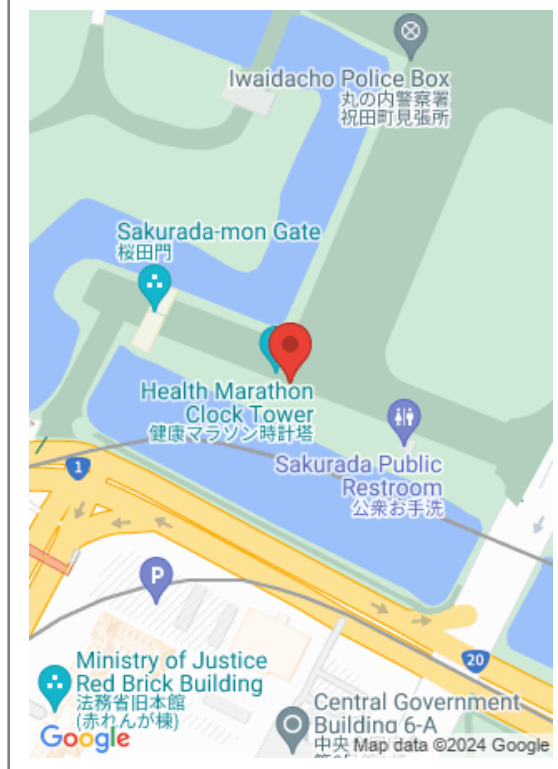 Iwaidacho Police Box
丸の内警察署
祝田町見張所
Sakurada-mon Gate
桜田門
Health Marathon
Clock Tower
健康マラソン時計塔
Sakurada Public
Restroom
公衆お手洗
1
P
20
Ministry of Justice
Red Brick Building
法務省旧本館
(赤れんが棟)
Central Government
Building 6-A
中央
Google
Map data ©2024 Google